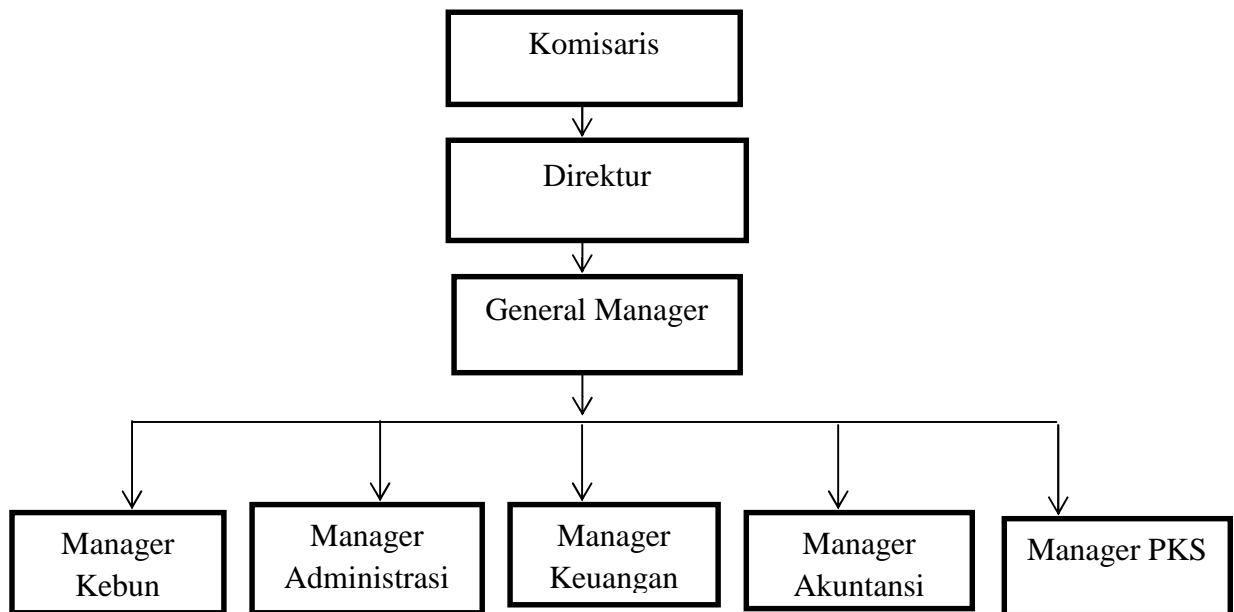 Komisaris
Direktur
General Manager
Manager
Kebun
Manager
Administrasi
Manager
Keuangan
Manager
Akuntansi
Manager PKS